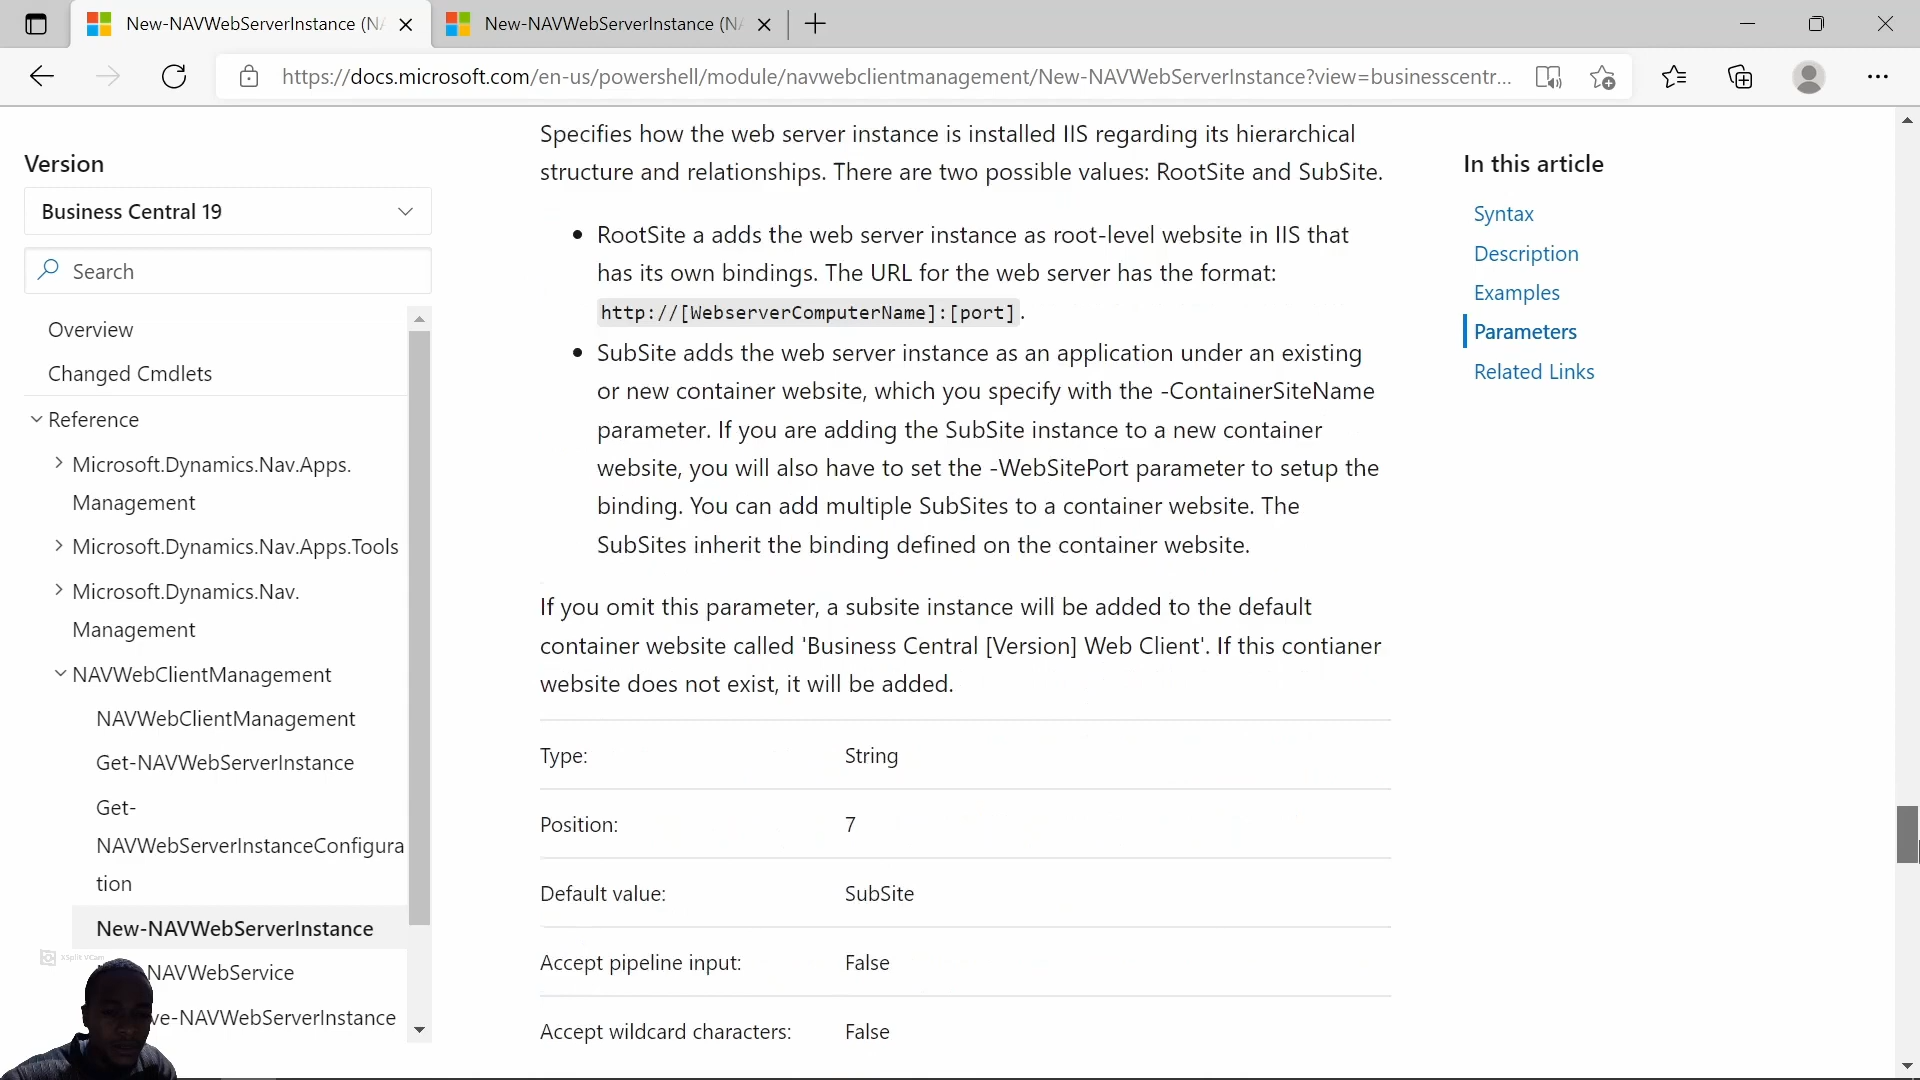 New-NAVWebServerInstance (N
New-NAVWebServerInstance (N
https://docs.microsoft.com/en-us/powershell/module/navwebclientmanagement/New-NAVWebServerInstance?view=businesscentr...
Version
Business Central 19
Search
Overview
Changed Cmdlets
Reference
Microsoft.Dynamics.Nav.Apps.
Management
Microsoft.Dynamics.Nav.Apps.Tools
Microsoft.Dynamics.Nav.
Management
NAVWebClientManagement
NAVWebClientManagement
Get-NAVWebServerInstance
Get-
NAVWebServerInstanceConfigura
tion
New-NAVWebServerInstance
NAVWebService
ve-NAVWebServerInstance
XSplit VCam
Specifies how the web server instance is installed IIS regarding its hierarchical
structure and relationships. There are two possible values: RootSite and SubSite.
• RootSite a adds the web server instance as root-level website in IIS that
has its own bindings. The URL for the web server has the format:
http://[WebserverComputerName]:[port].
• SubSite adds the web server instance as an application under an existing
or new container website, which you specify with the -ContainerSiteName
parameter. If you are adding the SubSite instance to a new container
website, you will also have to set the -WebSitePort parameter to setup the
binding. You can add multiple SubSites to a container website. The
SubSites inherit the binding defined on the container website.
If you omit this parameter, a subsite instance will be added to the default
container website called 'Business Central [Version] Web Client'. If this contianer
website does not exist, it will be added.
Type: String
Position: 7
Default value: SubSite
Accept pipeline input: False
Accept wildcard characters: False
In this article
Syntax
Description
Examples
Parameters
Related Links